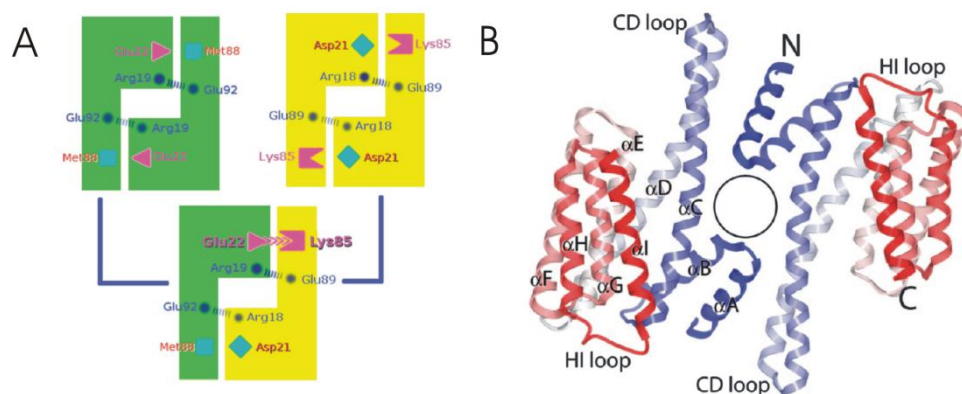 A
Glu22
Met88
Arg19
Glu92
Glu92
Arg19
Met88
Glu22
Asp21
Lys85
Arg18
Glu89
Glu89
Arg18
Lys85
Asp21
Glu22
Lys85
Arg19
Glu89
Glu92
Arg18
Met88
Asp21
B
CD loop
N
HI loop
αE
αD
αC
αH
αI
αF
αG
αB
αA
C
HI loop
CD loop